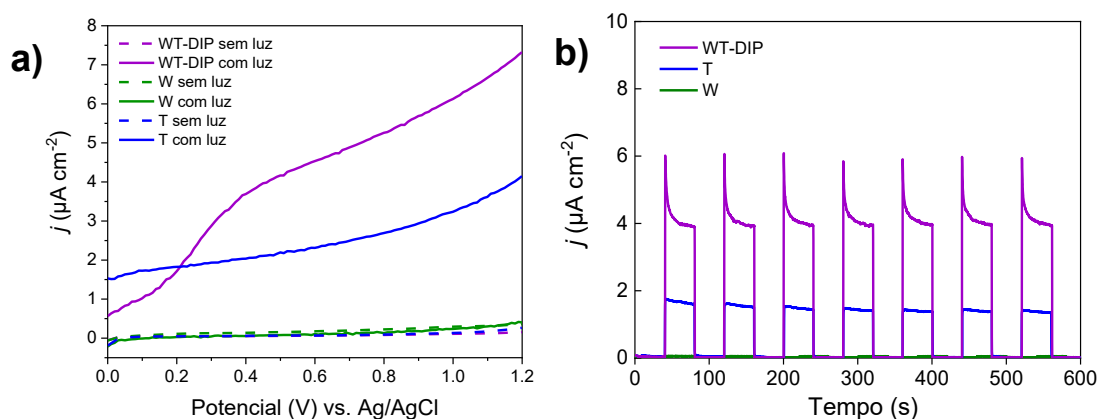 a)
8
7
6
5
4
3
2
1
0
j (µA cm-2)
WT-DIP sem luz
WT-DIP com luz
W sem luz
W com luz
T sem luz
T com luz
0.0 0.2 0.4 0.6 0.8 1.0 1.2
Potencial (V) vs. Ag/AgCl
b)
10
8
6
4
2
0
j (µA cm-2)
WT-DIP
T
W
0 100 200 300 400 500 600
Tempo (s)